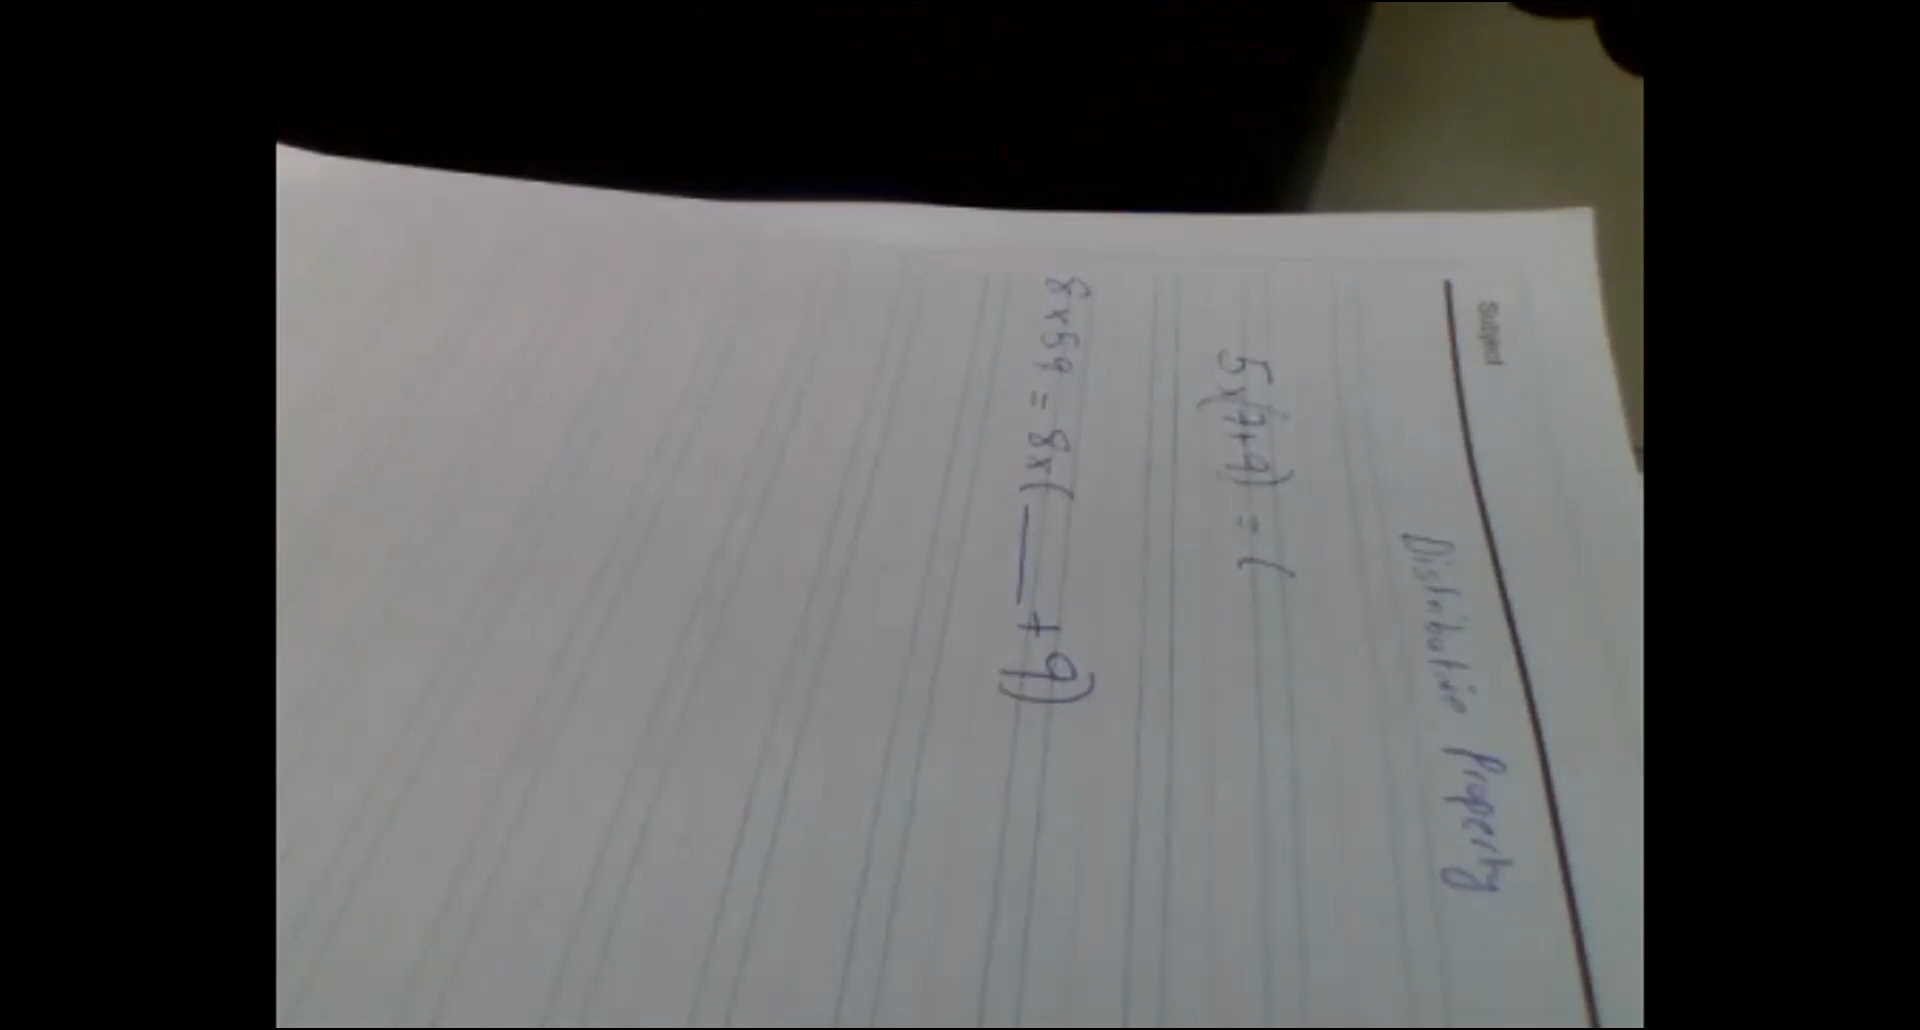 Subject
Distributive Property
5x(7+9) = (
8x59 = 8x( ___ + 9)